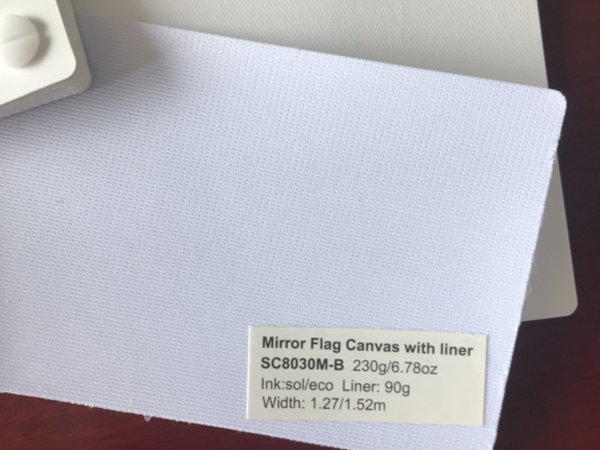 Mirror Flag Canvas with liner
SC8030M-B 230g/6.78oz
Ink:sol/eco Liner: 90g
Width: 1.27/1.52m